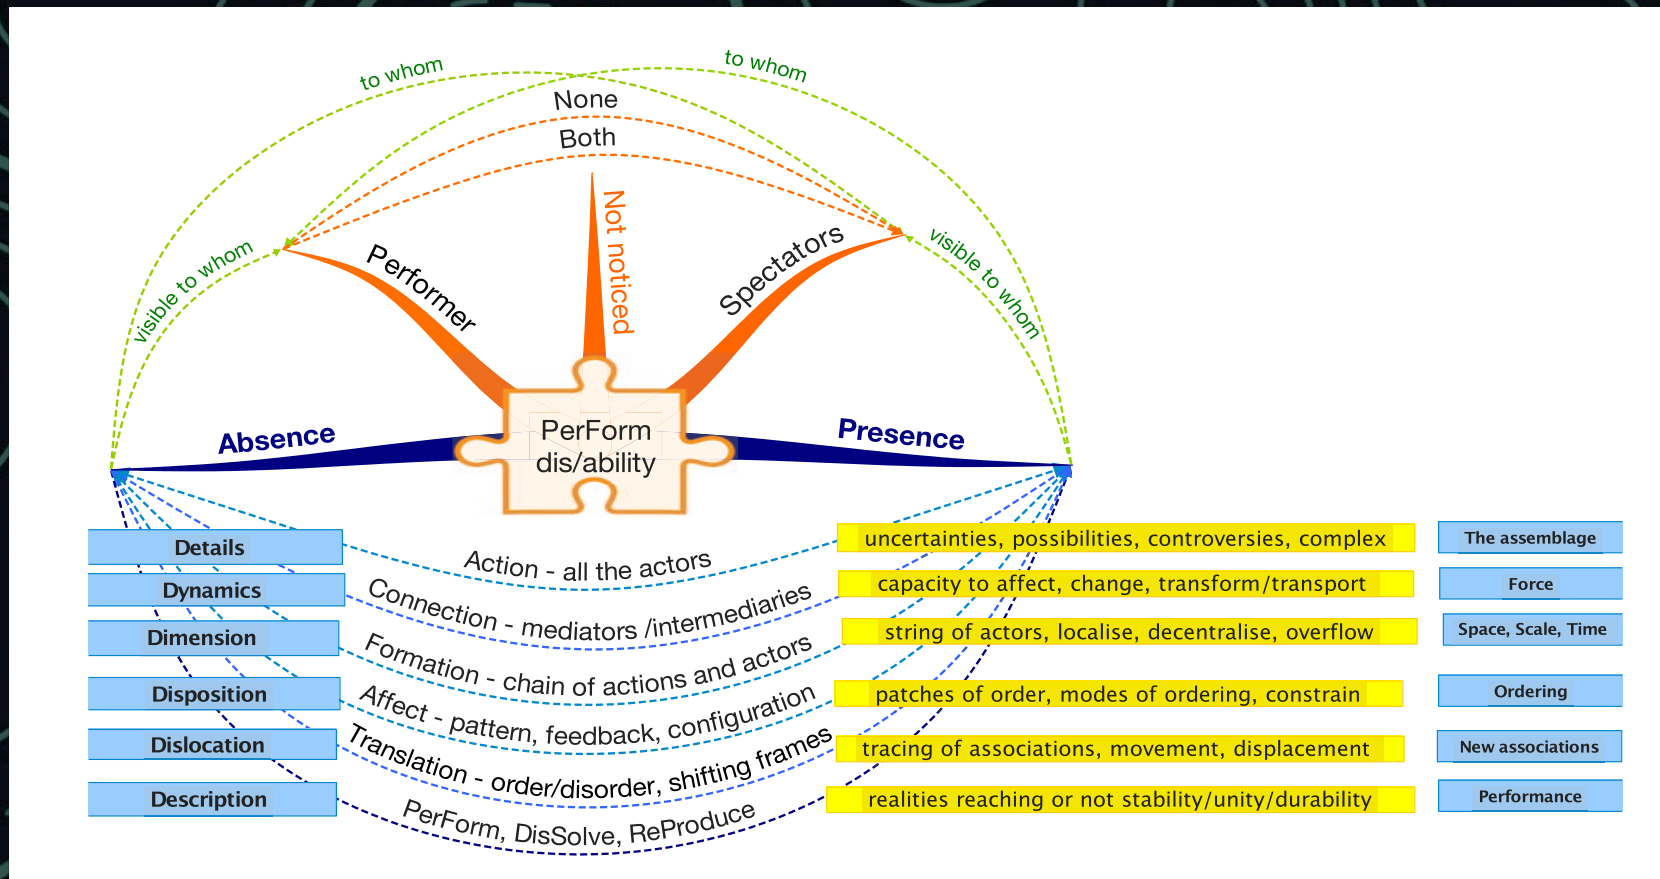 to whom
to whom
None
Both
Not noticed
visible to whom
Performer
Spectators
visible to whom
Absence
PerForm
dis/ability
Presence
Details
Action - all the actors
uncertainties, possibilities, controversies, complex
The assemblage
Dynamics
Connection - mediators /intermediaries
capacity to affect, change, transform/transport
Force
Dimension
Formation - chain of actions and actors
string of actors, localise, decentralise, overflow
Space, Scale, Time
Disposition
Affect - pattern, feedback, configuration
patches of order, modes of ordering, constrain
Ordering
Dislocation
Translation - order/disorder, shifting frames
tracing of associations, movement, displacement
New associations
Description
PerForm, DisSolve, ReProduce
realities reaching or not stability/unity/durability
Performance